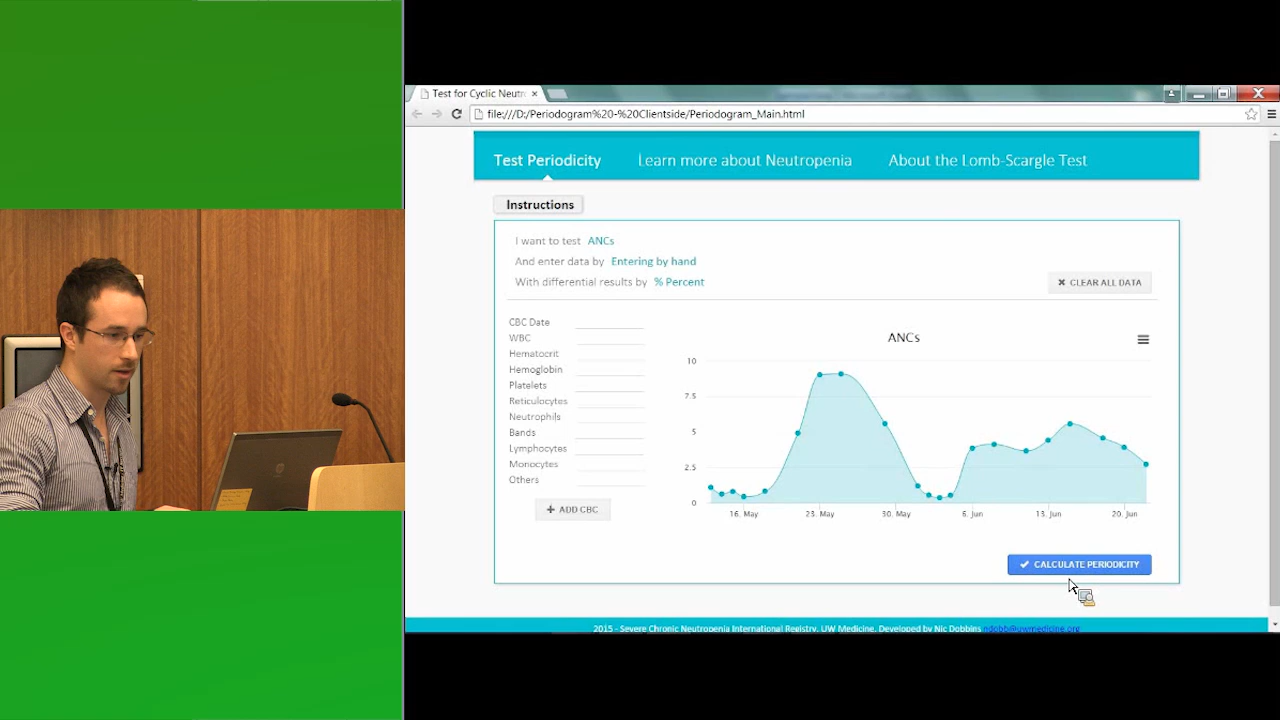 Test for Cyclic Neutr
file:///D:/Periodogram%20-%20Clientside/Periodogram_Main.html
Test Periodicity
Learn more about Neutropenia
About the Lomb-Scargle Test
Instructions
I want to test ANCs
And enter data by Entering by hand
With differential results by % Percent
CLEAR ALL DATA
CBC Date
WBC
Hematocrit
Hemoglobin
Platelets
Reticulocytes
Neutrophils
Bands
Lymphocytes
Monocytes
Others
ADD CBC
ANCs
10
7.5
5
2.5
0
16. May
23. May
30. May
6. Jun
13. Jun
20. Jun
CALCULATE PERIODICITY
2015 - Severe Chronic Neutropenia International Registry. UW Medicine. Developed by Nic Dobbins ndobb@uwmedicine.org